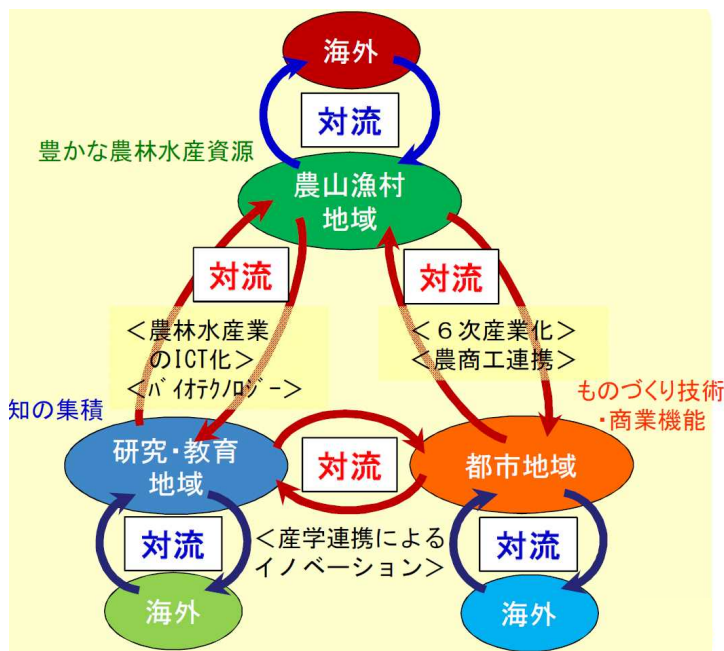 海外
対流
豊かな農林水産資源
農山漁村
地域
対流
対流
＜農林水産業
のICT化＞
＜ﾊﾞｲｵﾃｸﾉﾛｼﾞｰ＞
＜６次産業化＞
＜農商工連携＞
知の集積
ものづくり技術
・商業機能
研究・教育
地域
対流
都市地域
対流
＜産学連携による
イノベーション＞
対流
海外
海外